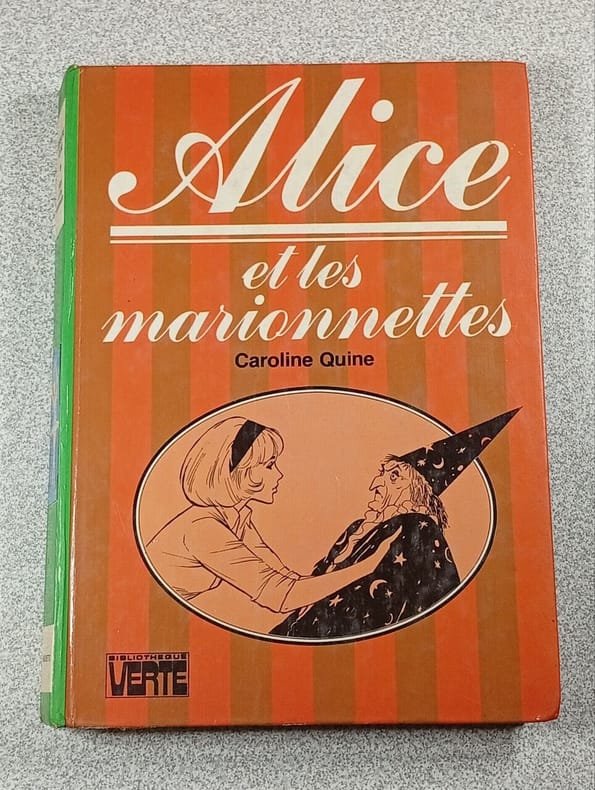 Alice
et les
marionnettes
Caroline Quine
BIBLIOTHEQUE
VERTE